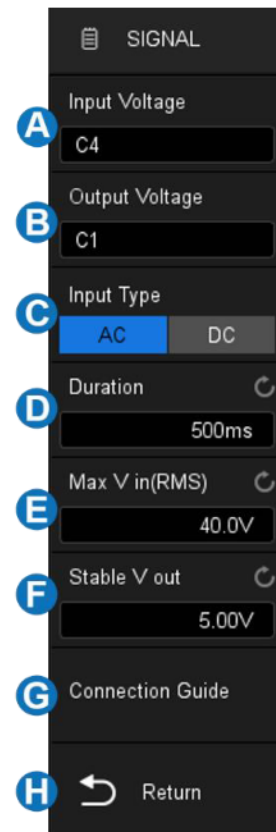 SIGNAL
Input Voltage
A
C4
Output Voltage
B
C1
Input Type
C
AC DC
Duration
D
500ms
Max V in(RMS)
E
40.0V
Stable V out
F
5.00V
G Connection Guide
H Return